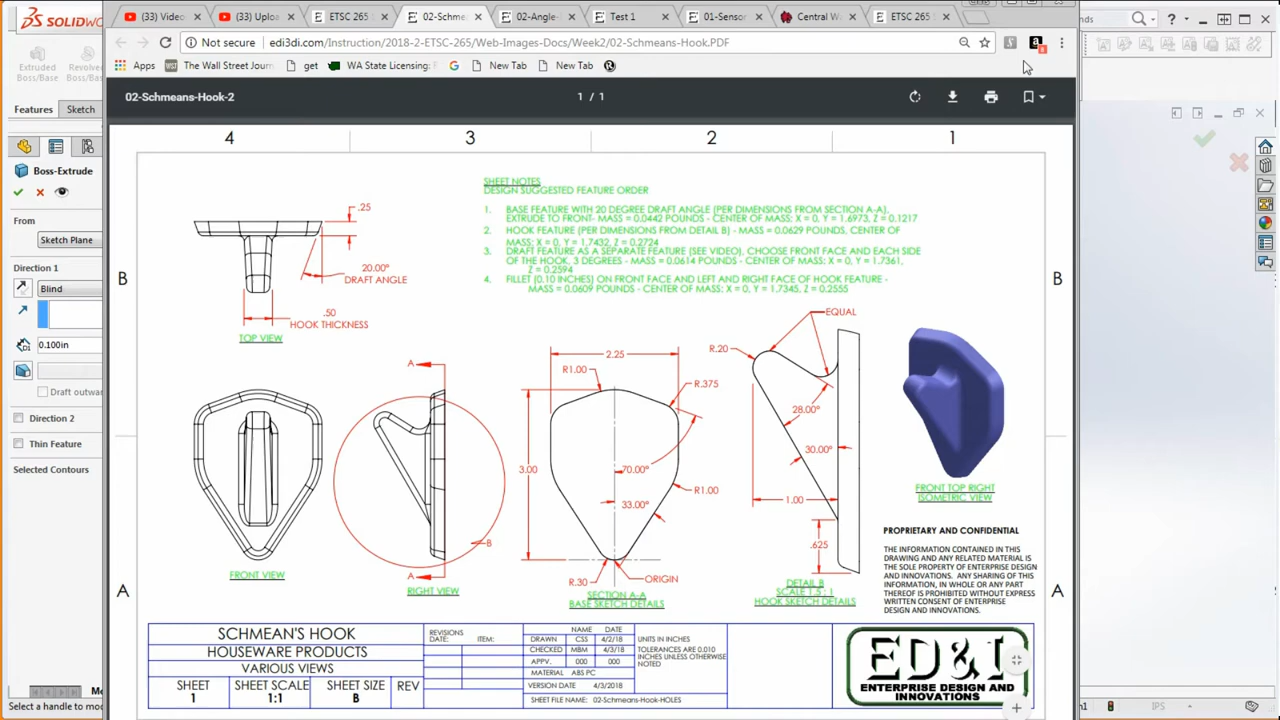 SOLIDWO
(33) Video
(33) Uploa
ETSC 265
02-Schme
02-Angle-
Test 1
01-Sensor
Central W
ETSC 265
Not secure
edi3di.com/Instruction/2018-2-ETSC-265/Web-Images-Docs/Week2/02-Schmeans-Hook.PDF
Apps
The Wall Street Journ
get
WA State Licensing:
New Tab
New Tab
Extruded
Boss/Base
Revolved
Boss/Base
Features
Sketch
02-Schmeans-Hook-2
1 / 1
4 3 2 1
Boss-Extrude
From
Sketch Plane
Direction 1
Blind
0.100in
Draft outwa
Direction 2
Thin Feature
Selected Contours
SHEET NOTES
DESIGN SUGGESTED FEATURE ORDER
1. BASE FEATURE WITH 20 DEGREE DRAFT ANGLE (PER DIMENSIONS FROM SECTION A-A),
EXTRUDE TO FRONT- MASS = 0.0442 POUNDS - CENTER OF MASS: X = 0, Y = 1.6973, Z = 0.1217
2. HOOK FEATURE (PER DIMENSIONS FROM DETAIL B) - MASS = 0.0629 POUNDS, CENTER OF
MASS: X = 0, Y = 1.7432, Z = 0.2724
3. DRAFT FEATURE AS A SEPARATE FEATURE (SEE VIDEO), CHOOSE FRONT FACE AND EACH SIDE
OF THE HOOK, 3 DEGREES - MASS = 0.0614 POUNDS - CENTER OF MASS: X = 0, Y = 1.7361,
Z = 0.2594
4. FILLET (0.10 INCHES) ON FRONT FACE AND LEFT AND RIGHT FACE OF HOOK FEATURE -
MASS = 0.0609 POUNDS - CENTER OF MASS: X = 0, Y = 1.7345, Z = 0.2555
B
B
.25
20.00°
DRAFT ANGLE
.50
HOOK THICKNESS
TOP VIEW
A
2.25
R1.00
R.375
R.20
EQUAL
28.00°
30.00°
3.00
70.00°
R1.00
33.00°
1.00
.625
FRONT TOP RIGHT
ISOMETRIC VIEW
B
A
R.30
ORIGIN
FRONT VIEW
RIGHT VIEW
SECTION A-A
BASE SKETCH DETAILS
DETAIL B
SCALE 1.5 : 1
HOOK SKETCH DETAILS
PROPRIETARY AND CONFIDENTIAL
THE INFORMATION CONTAINED IN THIS
DRAWING AND ANY RELATED MATERIAL IS
THE SOLE PROPERTY OF ENTERPRISE DESIGN
AND INNOVATIONS. ANY SHARING OF THIS
INFORMATION, IN WHOLE OR ANY PART
THEREOF IS PROHIBITED WITHOUT EXPRESS
WRITTEN CONSENT OF ENTERPRISE
DESIGN AND INNOVATIONS.
A
A
SCHMEAN'S HOOK
HOUSEWARE PRODUCTS
VARIOUS VIEWS
SHEET SHEET SCALE SHEET SIZE REV
1 1:1 B
REVISIONS
DATE: ITEM:
NAME DATE
DRAWN CSS 4/2/18
CHECKED MBM 4/3/18
APPV. 000 000
MATERIAL ABS PC
VERSION DATE 4/3/2018
SHEET FILE NAME: 02-Schmeans-Hook-HOLES
UNITS IN INCHES
TOLERANCES ARE 0.010
INCHES UNLESS OTHERWISE
NOTED
ED&I
ENTERPRISE DESIGN AND
INNOVATIONS
Mo
Select a handle to mod
IPS